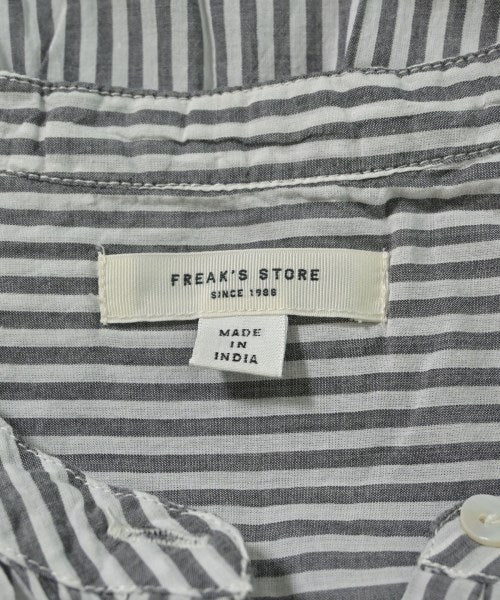 FREAK'S STORE
SINCE 1986
MADE
IN
INDIA